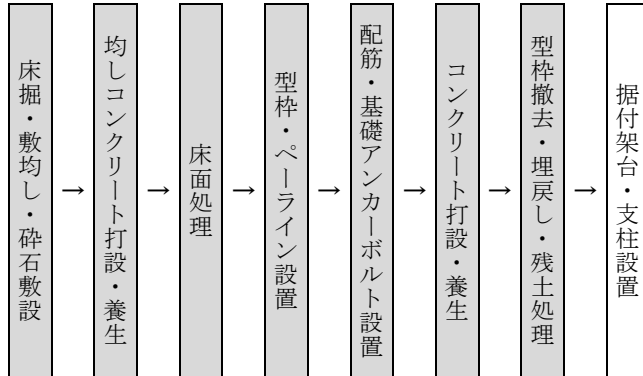 床掘・敷均し・砕石敷設
→
均しコンクリート打設・養生
→
床面処理
→
型枠・ペーライン設置
→
配筋・基礎アンカーボルト設置
→
コンクリート打設・養生
→
型枠撤去・埋戻し・残土処理
→
据付架台・支柱設置